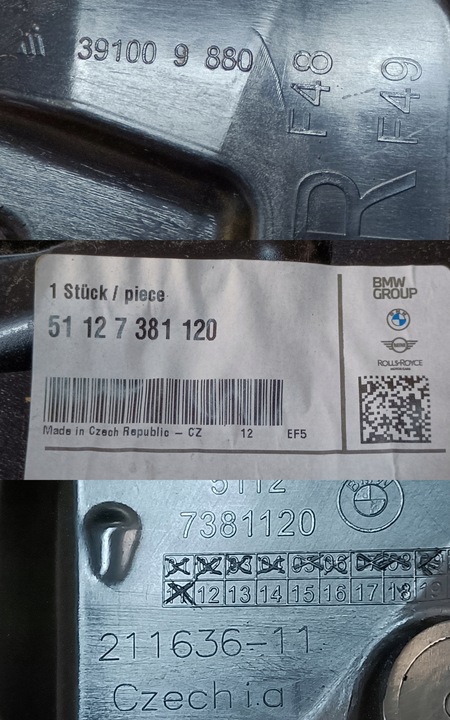 39100 9 880
F48
F49
R
R
1 Stück / piece
51 12 7 381 120
BMW
GROUP
ROLLS-ROYCE
Made in Czech Republic – CZ 12 EF5
5112
7381120
12 13 14 15 16 17 18 19
211636-11
Czech i.a